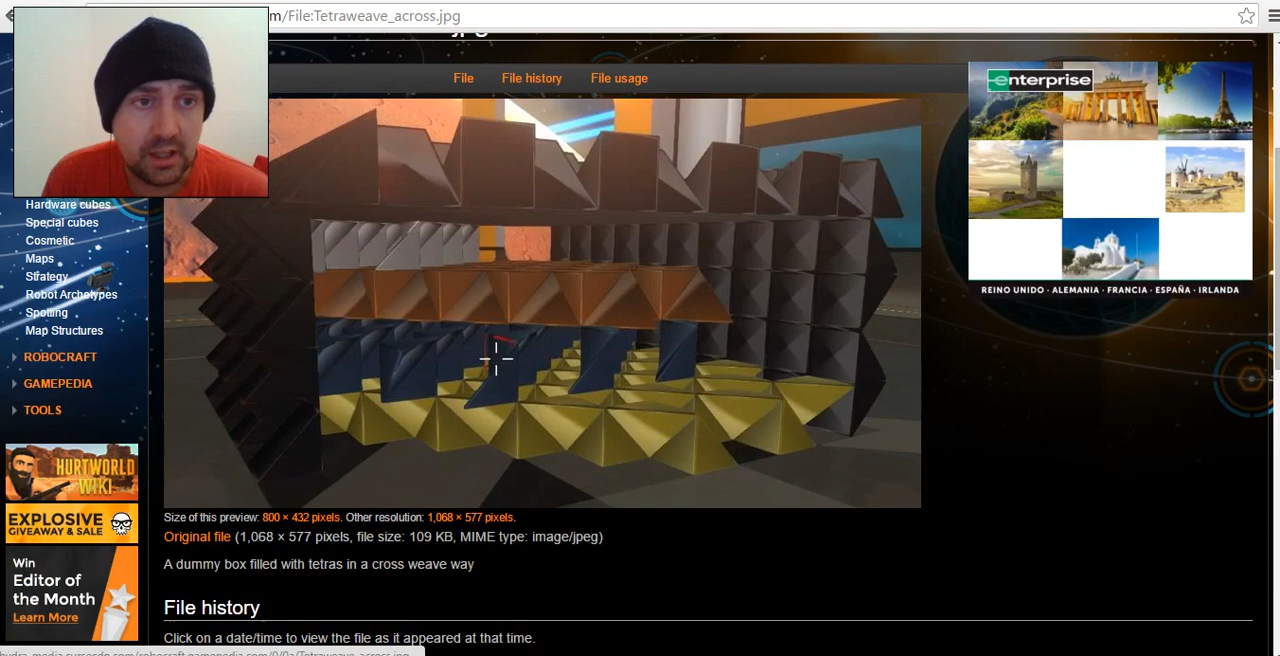 m/File:Tetraweave_across.jpg
File File history File usage
enterprise
REINO UNIDO · ALEMANIA · FRANCIA · ESPAÑA · IRLANDA
Hardware cubes
Special cubes
Cosmetic
Maps
Strategy
Robot Archetypes
Spotting
Map Structures
ROBOCRAFT
GAMEPEDIA
TOOLS
HURTWORLD
WIKI
EXPLOSIVE
GIVEAWAY & SALE
Win
Editor of
the Month
Learn More
Size of this preview: 800 × 432 pixels. Other resolution: 1,068 × 577 pixels.
Original file (1,068 × 577 pixels, file size: 109 KB, MIME type: image/jpeg)
A dummy box filled with tetras in a cross weave way
File history
Click on a date/time to view the file as it appeared at that time.